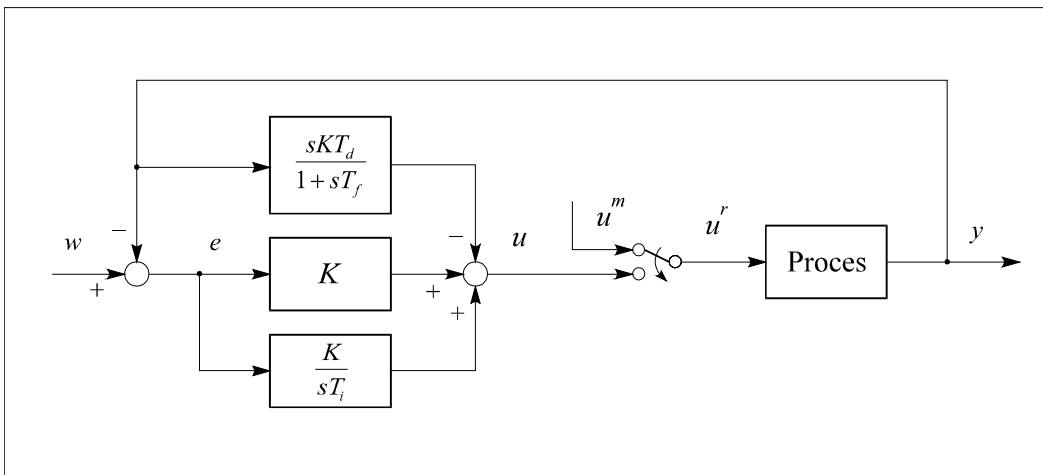 sKT_d
1 + sT_f
w
−
+
e
K
K
sT_i
−
+
+
u
u^m
u^r
Proces
y